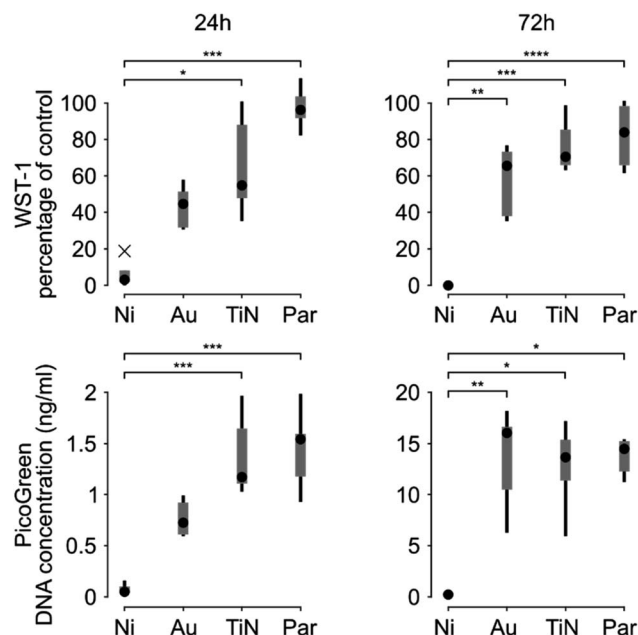 24h 72h
*** ****
* ***
**
100 100
80 80
60 60
40 40
20 20
0 0
WST-1
percentage of control
Ni Au TiN Par Ni Au TiN Par
*** *
*** *
**
2 20
1.5 15
1 10
0.5 5
0 0
PicoGreen
DNA concentration (ng/ml)
Ni Au TiN Par Ni Au TiN Par